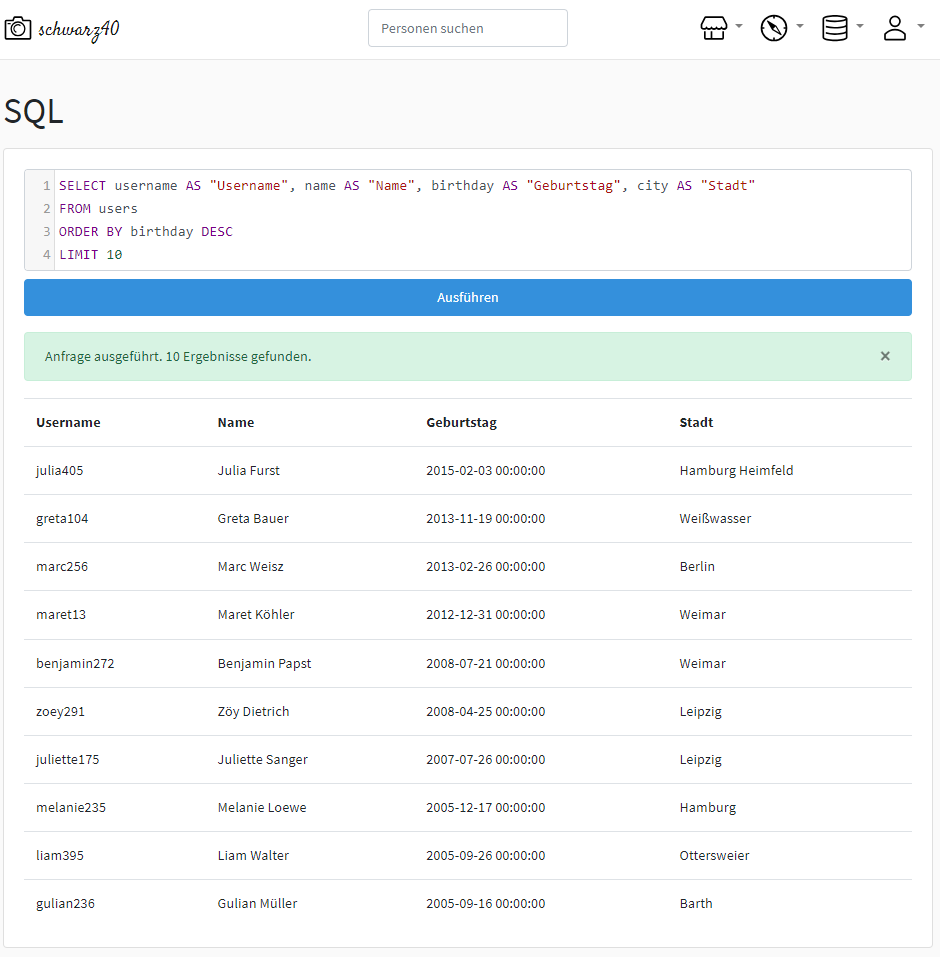 schwarz40
Personen suchen
SQL
1 SELECT username AS "Username", name AS "Name", birthday AS "Geburtstag", city AS "Stadt"
2 FROM users
3 ORDER BY birthday DESC
4 LIMIT 10
Ausführen
Anfrage ausgeführt. 10 Ergebnisse gefunden. ×
Username Name Geburtstag Stadt
julia405 Julia Furst 2015-02-03 00:00:00 Hamburg Heimfeld
greta104 Greta Bauer 2013-11-19 00:00:00 Weißwasser
marc256 Marc Weisz 2013-02-26 00:00:00 Berlin
maret13 Maret Köhler 2012-12-31 00:00:00 Weimar
benjamin272 Benjamin Papst 2008-07-21 00:00:00 Weimar
zoey291 Zöy Dietrich 2008-04-25 00:00:00 Leipzig
juliette175 Juliette Sanger 2007-07-26 00:00:00 Leipzig
melanie235 Melanie Loewe 2005-12-17 00:00:00 Hamburg
liam395 Liam Walter 2005-09-26 00:00:00 Ottersweier
gulian236 Gulian Müller 2005-09-16 00:00:00 Barth